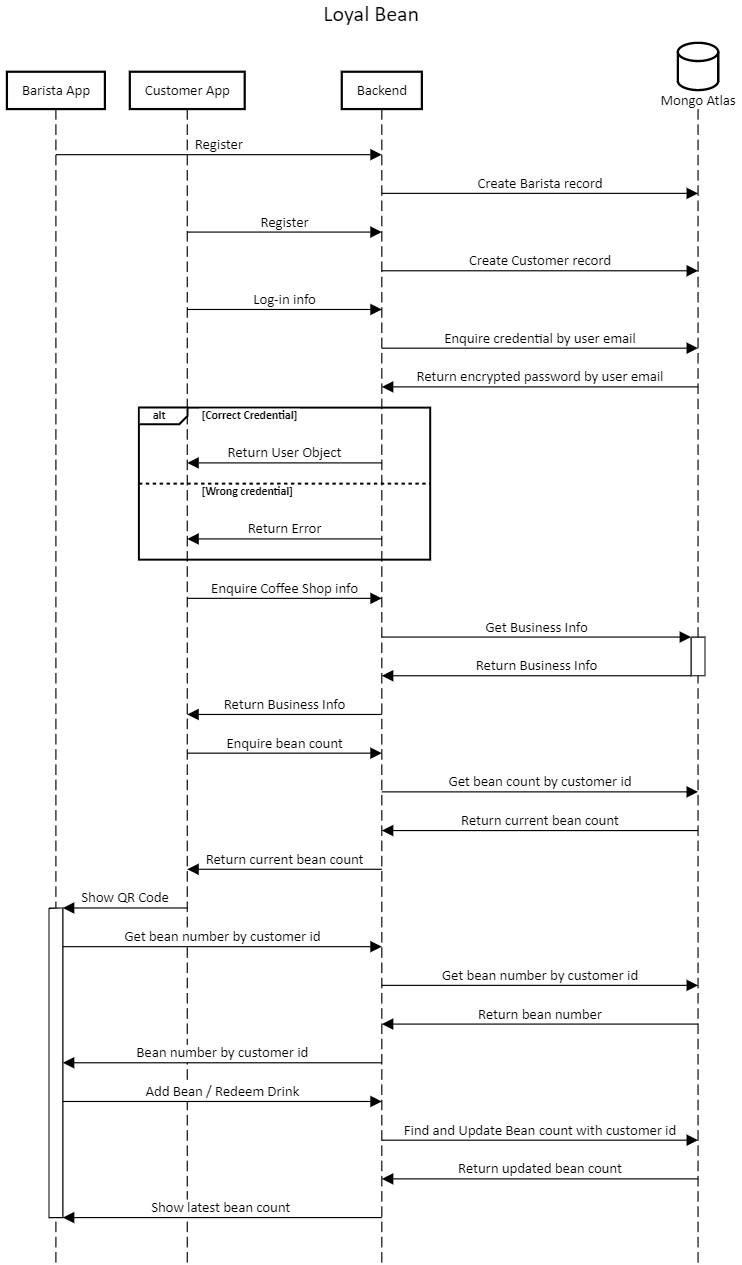 Loyal Bean
Barista App
Customer App
Backend
Mongo Atlas
Register
Create Barista record
Register
Create Customer record
Log-in info
Enquire credential by user email
Return encrypted password by user email
alt
[Correct Credential]
Return User Object
[Wrong credential]
Return Error
Enquire Coffee Shop info
Get Business Info
Return Business Info
Return Business Info
Enquire bean count
Get bean count by customer id
Return current bean count
Return current bean count
Show QR Code
Get bean number by customer id
Get bean number by customer id
Return bean number
Bean number by customer id
Add Bean / Redeem Drink
Find and Update Bean count with customer id
Return updated bean count
Show latest bean count